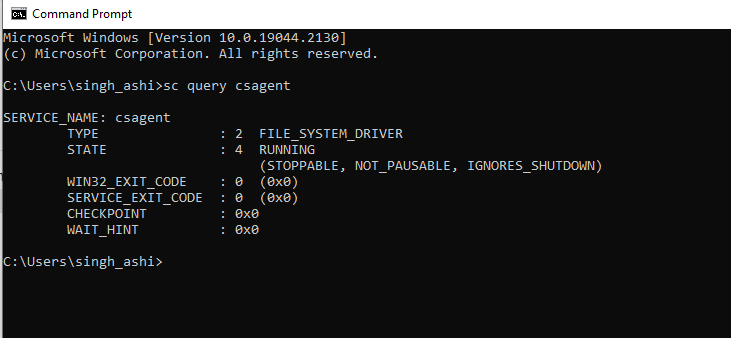 Command Prompt
Microsoft Windows [Version 10.0.19044.2130]
(c) Microsoft Corporation. All rights reserved.
C:\Users\singh_ashi>sc query csagent
SERVICE_NAME: csagent
TYPE : 2 FILE_SYSTEM_DRIVER
STATE : 4 RUNNING
(STOPPABLE, NOT_PAUSABLE, IGNORES_SHUTDOWN)
WIN32_EXIT_CODE : 0 (0x0)
SERVICE_EXIT_CODE : 0 (0x0)
CHECKPOINT : 0x0
WAIT_HINT : 0x0
C:\Users\singh_ashi>